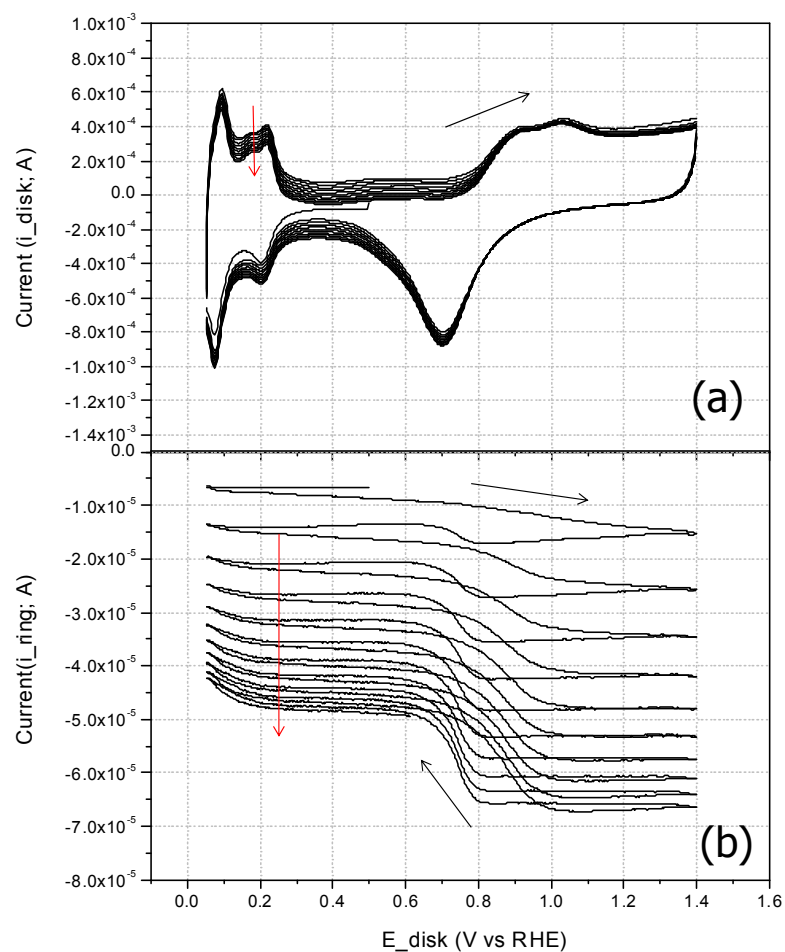 1.0x10⁻³
8.0x10⁻⁴
6.0x10⁻⁴
4.0x10⁻⁴
2.0x10⁻⁴
0.0
-2.0x10⁻⁴
-4.0x10⁻⁴
-6.0x10⁻⁴
-8.0x10⁻⁴
-1.0x10⁻³
-1.2x10⁻³
-1.4x10⁻³
Current (i_disk; A)
(a)
0.0
-1.0x10⁻⁵
-2.0x10⁻⁵
-3.0x10⁻⁵
-4.0x10⁻⁵
-5.0x10⁻⁵
-6.0x10⁻⁵
-7.0x10⁻⁵
-8.0x10⁻⁵
Current(i_ring; A)
(b)
0.0 0.2 0.4 0.6 0.8 1.0 1.2 1.4 1.6
E_disk (V vs RHE)